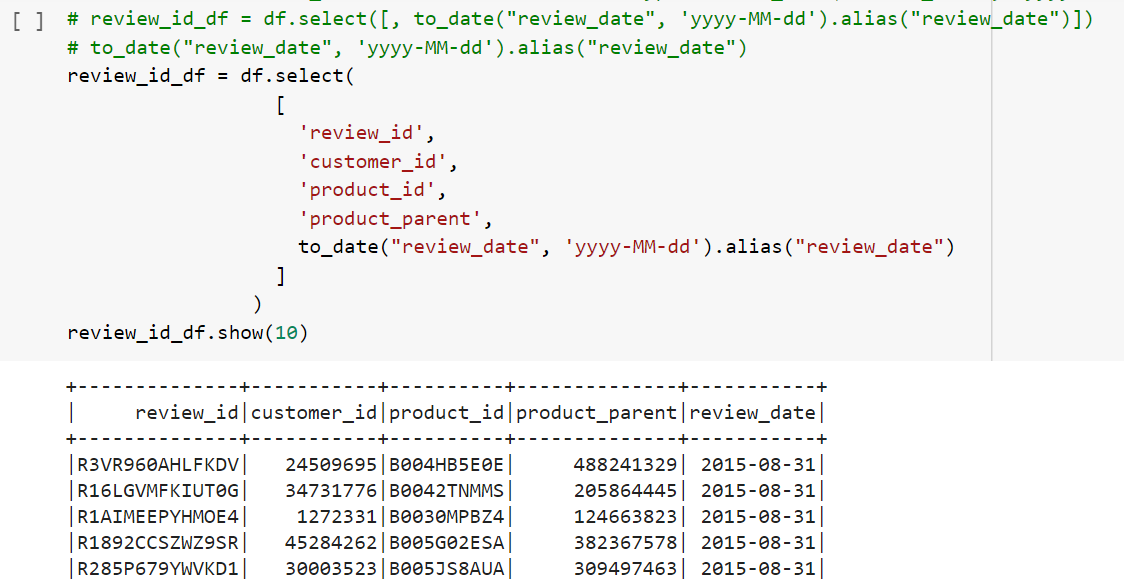 [ ] # review_id_df = df.select([, to_date("review_date", 'yyyy-MM-dd').alias("review_date")])
# to_date("review_date", 'yyyy-MM-dd').alias("review_date")
review_id_df = df.select(
[
'review_id',
'customer_id',
'product_id',
'product_parent',
to_date("review_date", 'yyyy-MM-dd').alias("review_date")
]
)
review_id_df.show(10)
+--------------+-----------+----------+--------------+-----------+
|     review_id|customer_id|product_id|product_parent|review_date|
+--------------+-----------+----------+--------------+-----------+
|R3VR960AHLFKDV|   24509695|B004HB5E0E|     488241329| 2015-08-31|
|R16LGVMFKIUT0G|   34731776|B0042TNMMS|     205864445| 2015-08-31|
|R1AIMEEPYHMOE4|    1272331|B0030MPBZ4|     124663823| 2015-08-31|
|R1892CCSZWZ9SR|   45284262|B005G02ESA|     382367578| 2015-08-31|
|R285P679YWVKD1|   30003523|B005JS8AUA|     309497463| 2015-08-31|